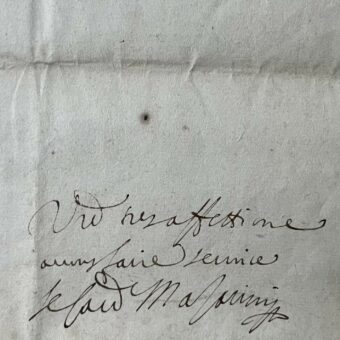 Vre tres affectione
a vous faire service
le Card Mazarini